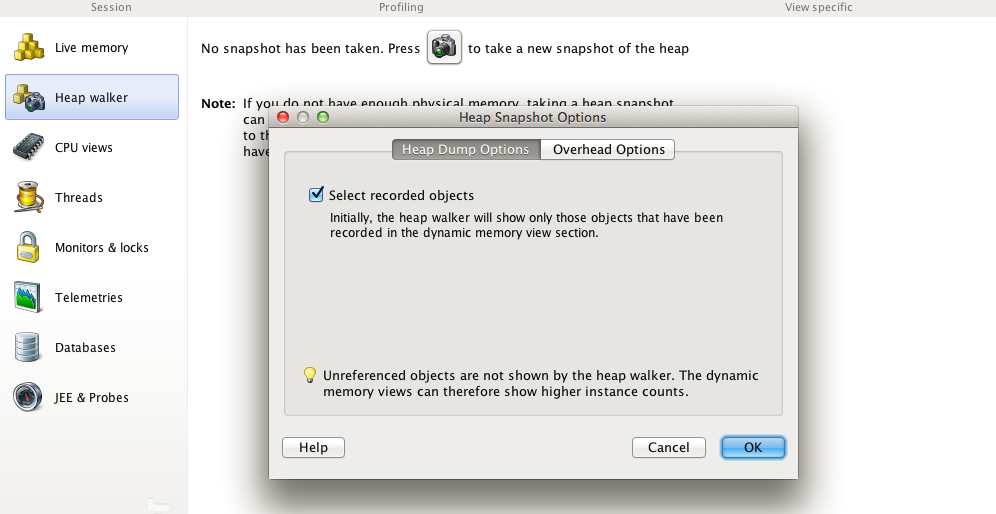 Session Profiling View specific
Live memory
Heap walker
CPU views
Threads
Monitors & locks
Telemetries
Databases
JEE & Probes
No snapshot has been taken. Press to take a new snapshot of the heap
Note: If you do not have enough physical memory, taking a heap snapshot
can
to th
have
Heap Snapshot Options
Heap Dump Options Overhead Options
Select recorded objects
Initially, the heap walker will show only those objects that have been
recorded in the dynamic memory view section.
Unreferenced objects are not shown by the heap walker. The dynamic
memory views can therefore show higher instance counts.
Help Cancel OK